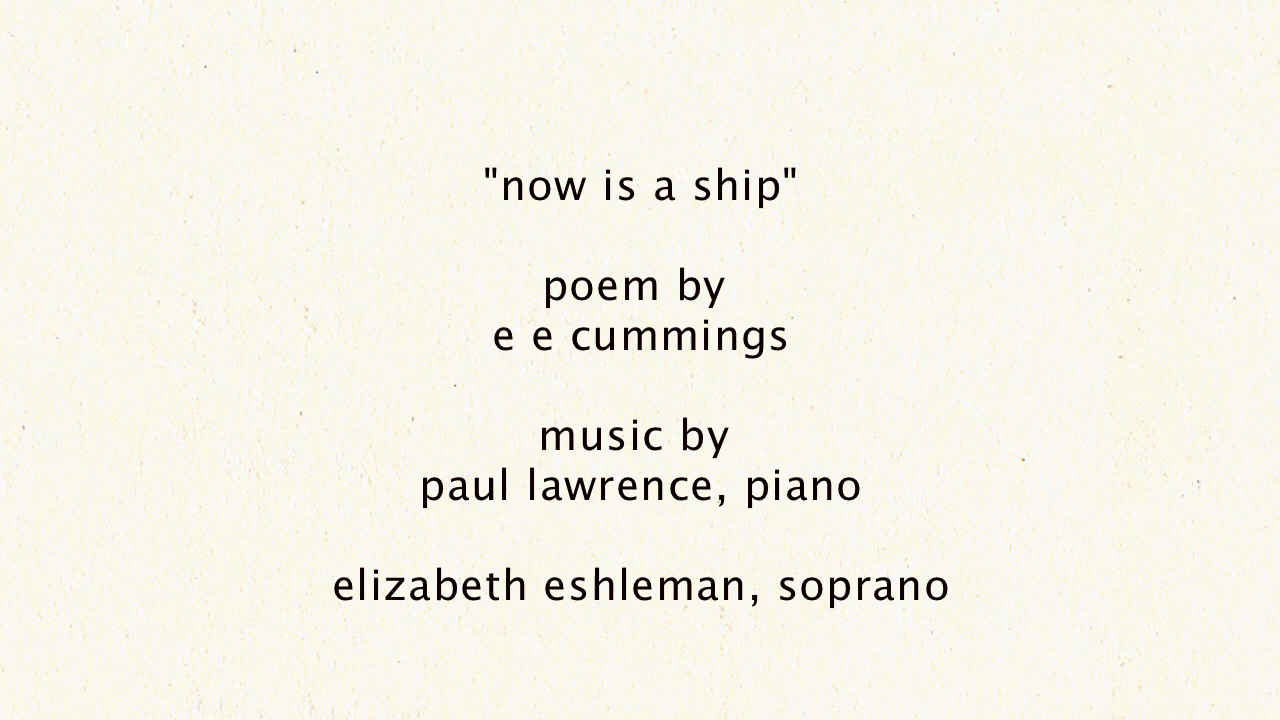 "now is a ship"
poem by
e e cummings
music by
paul lawrence, piano
elizabeth eshleman, soprano